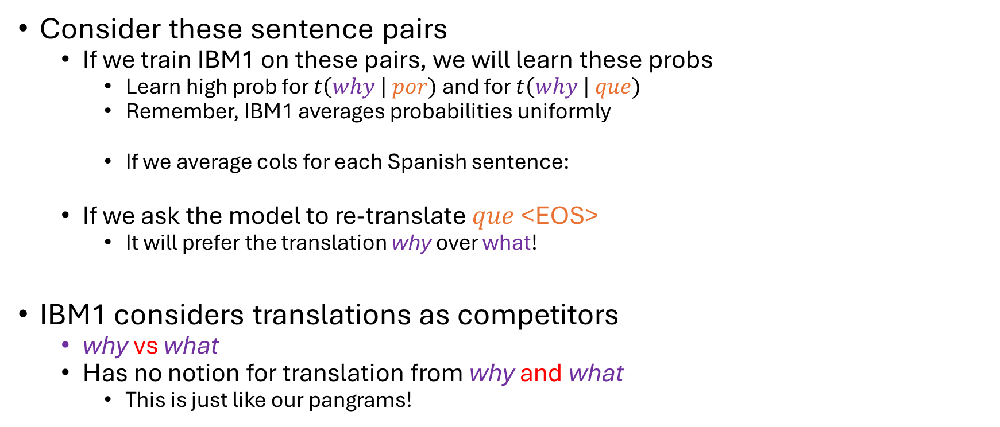 • Consider these sentence pairs
• If we train IBM1 on these pairs, we will learn these probs
• Learn high prob for t(why | por) and for t(why | que)
• Remember, IBM1 averages probabilities uniformly
• If we average cols for each Spanish sentence:
• If we ask the model to re-translate que <EOS>
• It will prefer the translation why over what!
• IBM1 considers translations as competitors
• why vs what
• Has no notion for translation from why and what
• This is just like our pangrams!